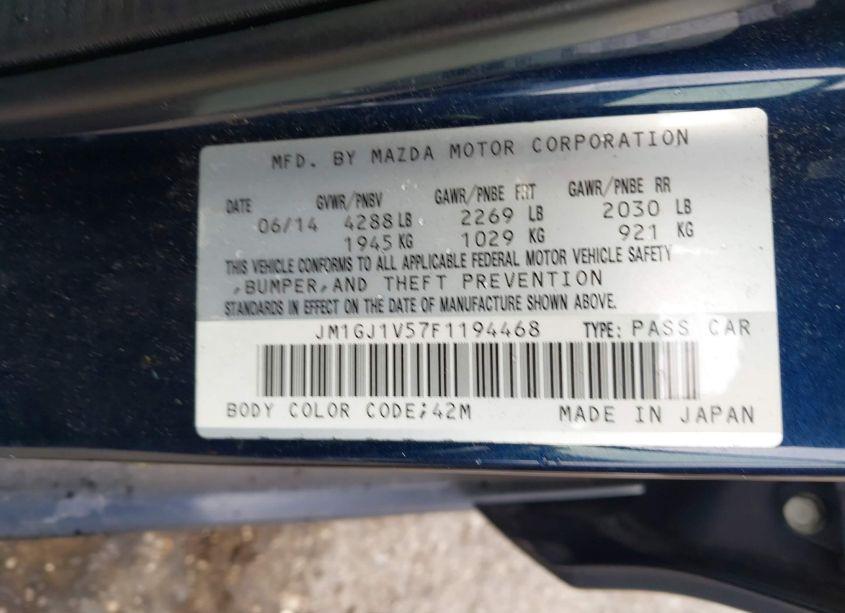 MFD. BY MAZDA MOTOR CORPORATION
DATE GVWR/PNBV GAWR/PNBE FRT GAWR/PNBE RR
06/14 4288 LB 2269 LB 2030 LB
1945 KG 1029 KG 921 KG
THIS VEHICLE CONFORMS TO ALL APPLICABLE FEDERAL MOTOR VEHICLE SAFETY
,BUMPER,AND THEFT PREVENTION
STANDARDS IN EFFECT ON THE DATE OF MANUFACTURE SHOWN ABOVE.
JM1GJ1V57F1194468 TYPE: PASS CAR
BODY COLOR CODE;42M MADE IN JAPAN